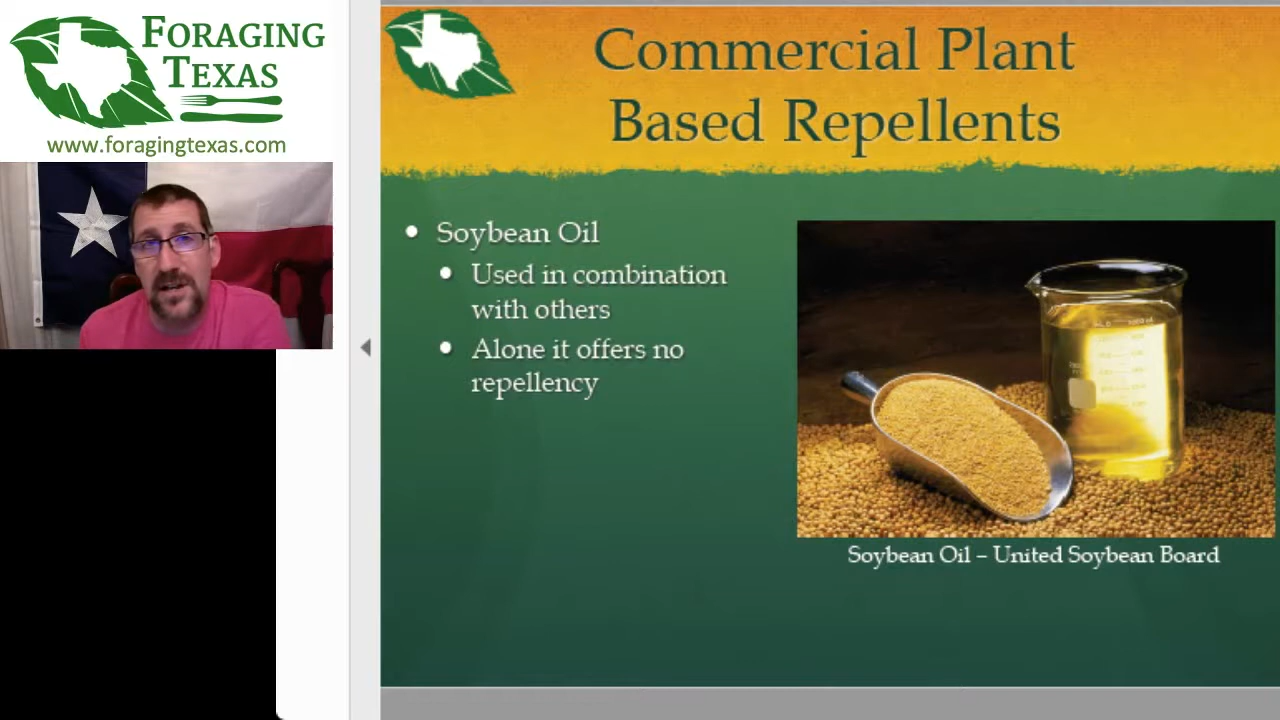 FORAGING
TEXAS
www.foragingtexas.com
Commercial Plant
Based Repellents
• Soybean Oil
• Used in combination
with others
• Alone it offers no
repellency
Soybean Oil – United Soybean Board